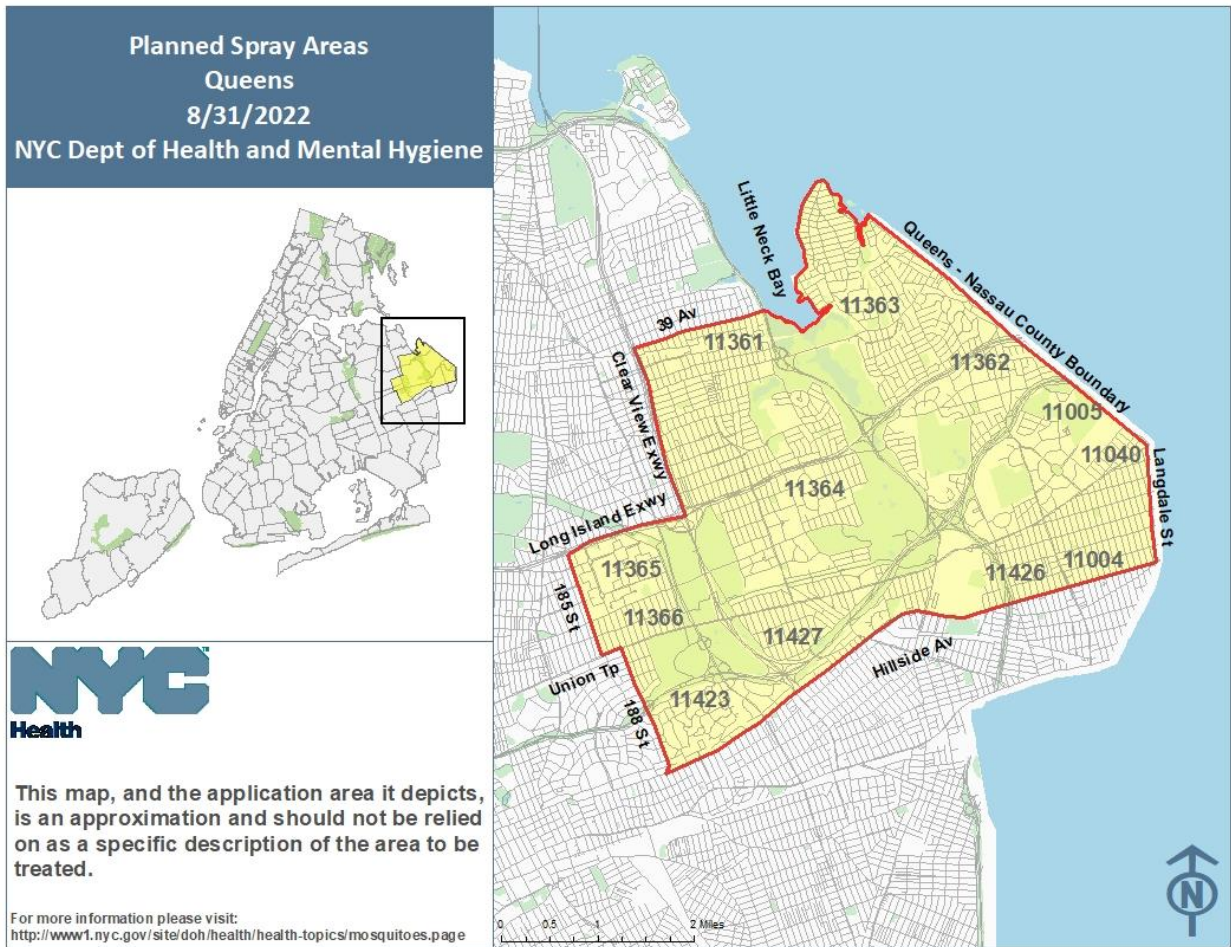 Planned Spray Areas
Queens
8/31/2022
NYC Dept of Health and Mental Hygiene
NYC™
Health
This map, and the application area it depicts,
is an approximation and should not be relied
on as a specific description of the area to be
treated.
For more information please visit:
http://www1.nyc.gov/site/doh/health/health-topics/mosquitoes.page
Little Neck Bay
Queens - Nassau County Boundary
11363
39 Av
11361
11362
Clear View Exwy
11005
11040
Langdale St
11364
Long Island Exwy
11365
11004
11426
185 St
11366
11427
Hillside Av
Union Tp
11423
188 St
0 0.5 1 2 Miles
N